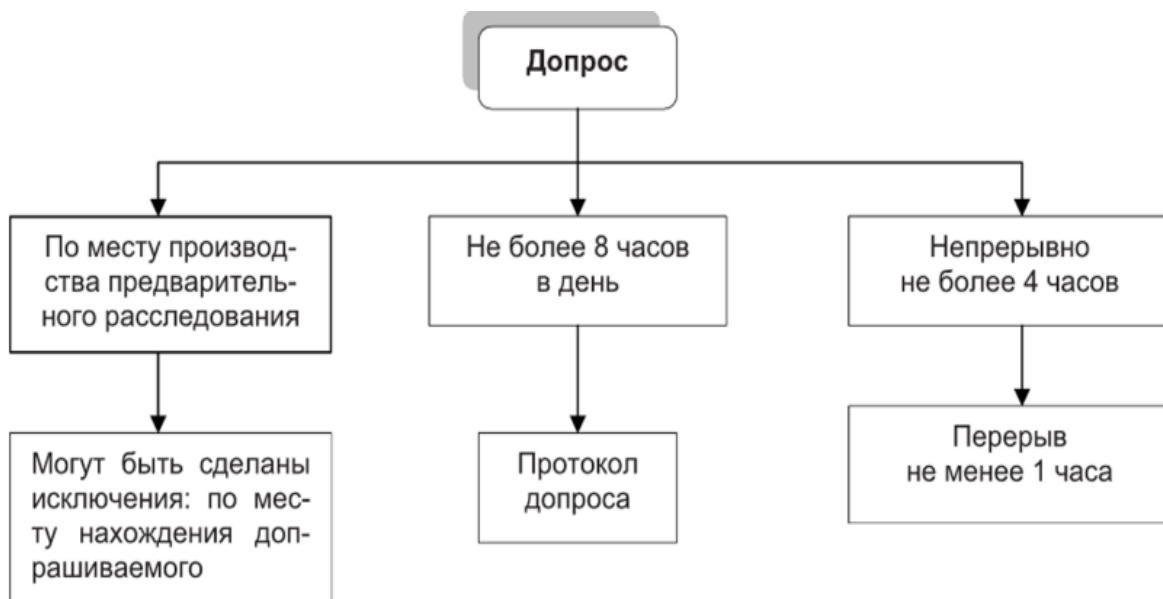 Допрос
По месту производ-
ства предваритель-
ного расследования
Не более 8 часов
в день
Непрерывно
не более 4 часов
Могут быть сделаны
исключения: по мес-
ту нахождения доп-
рашиваемого
Протокол
допроса
Перерыв
не менее 1 часа